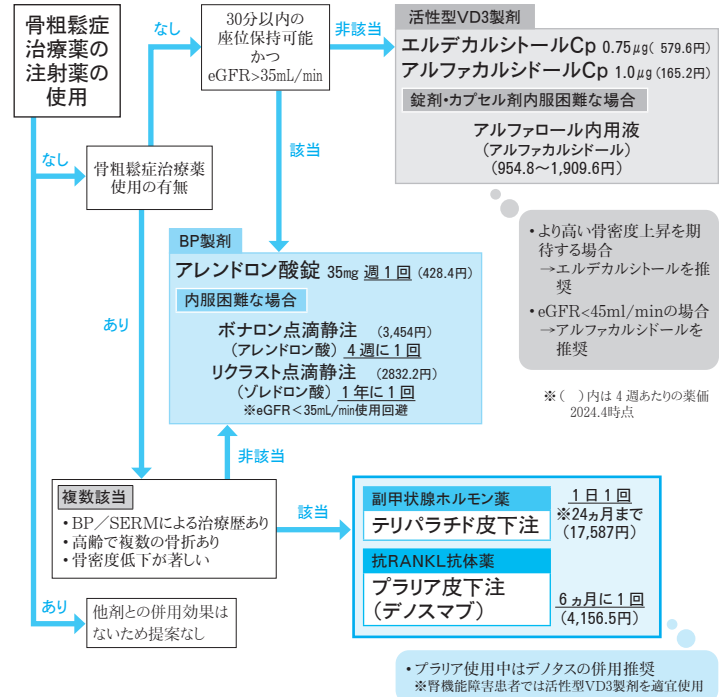 骨粗鬆症
治療薬の
注射薬の
使用
なし
なし
骨粗鬆症治療薬
使用の有無
30分以内の
座位保持可能
かつ
eGFR>35mL/min
非該当
該当
活性型VD3製剤
エルデカルシトールCp 0.75μg( 579.6円)
アルファカルシドールCp 1.0μg(165.2円)
錠剤・カプセル剤内服困難な場合
アルファロール内用液
(アルファカルシドール)
(954.8〜1,909.6円)
・より高い骨密度上昇を期
待する場合
→エルデカルシトールを推
奨
・eGFR<45ml/minの場合
→アルファカルシドールを
推奨
※(　)内は4週あたりの薬価
2024.4時点
BP製剤
アレンドロン酸錠 35mg 週1回 (428.4円)
内服困難な場合
ボナロン点滴静注 (3,454円)
(アレンドロン酸) 4週に1回
リクラスト点滴静注 (2832.2円)
(ゾレドロン酸) 1年に1回
※eGFR<35mL/min使用回避
あり
非該当
複数該当
・BP／SERMによる治療歴あり
・高齢で複数の骨折あり
・骨密度低下が著しい
該当
副甲状腺ホルモン薬
テリパラチド皮下注
1日1回
※24ヵ月まで
(17,587円)
抗RANKL抗体薬
プラリア皮下注
(デノスマブ)
6ヵ月に1回
(4,156.5円)
あり
他剤との併用効果は
ないため提案なし
・プラリア使用中はデノタスの併用推奨
※腎機能障害患者では活性型VD3製剤を適宜使用